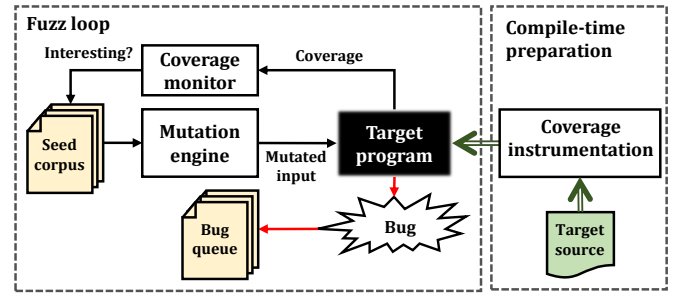 Fuzz loop
Interesting?
Coverage
monitor
Coverage
Seed
corpus
Mutation
engine
Mutated
input
Target
program
Bug
queue
Bug
Compile-time
preparation
Coverage
instrumentation
Target
source